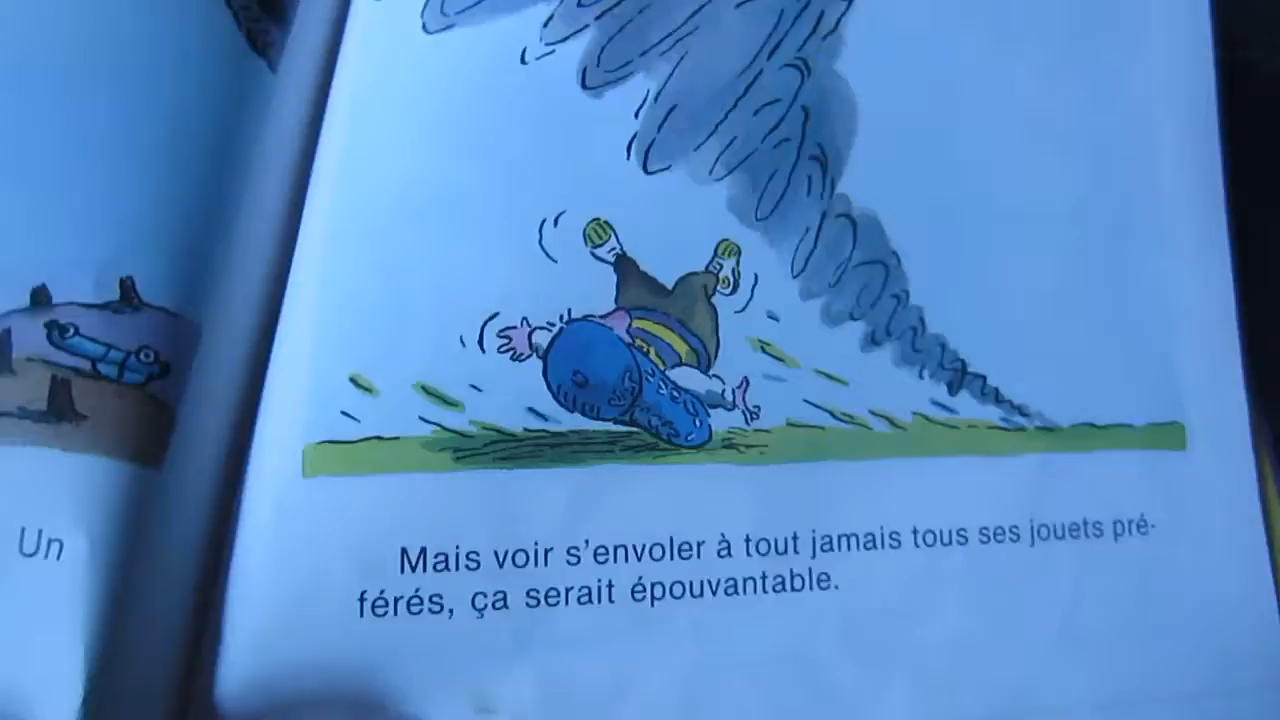 Un
Mais voir s'envoler à tout jamais tous ses jouets pré-
férés, ça serait épouvantable.